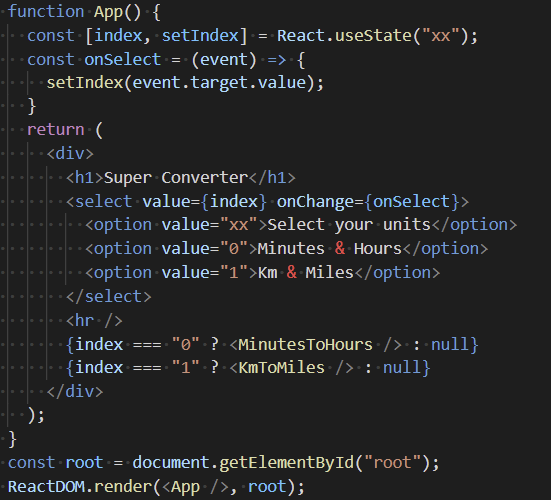 function App() {
  const [index, setIndex] = React.useState("xx");
  const onSelect = (event) => {
    setIndex(event.target.value);
  }
  return (
    <div>
      <h1>Super Converter</h1>
      <select value={index} onChange={onSelect}>
        <option value="xx">Select your units</option>
        <option value="0">Minutes & Hours</option>
        <option value="1">Km & Miles</option>
      </select>
      <hr />
      {index === "0" ? <MinutesToHours /> : null}
      {index === "1" ? <KmToMiles /> : null}
    </div>
  );
}
const root = document.getElementById("root");
ReactDOM.render(<App />, root);